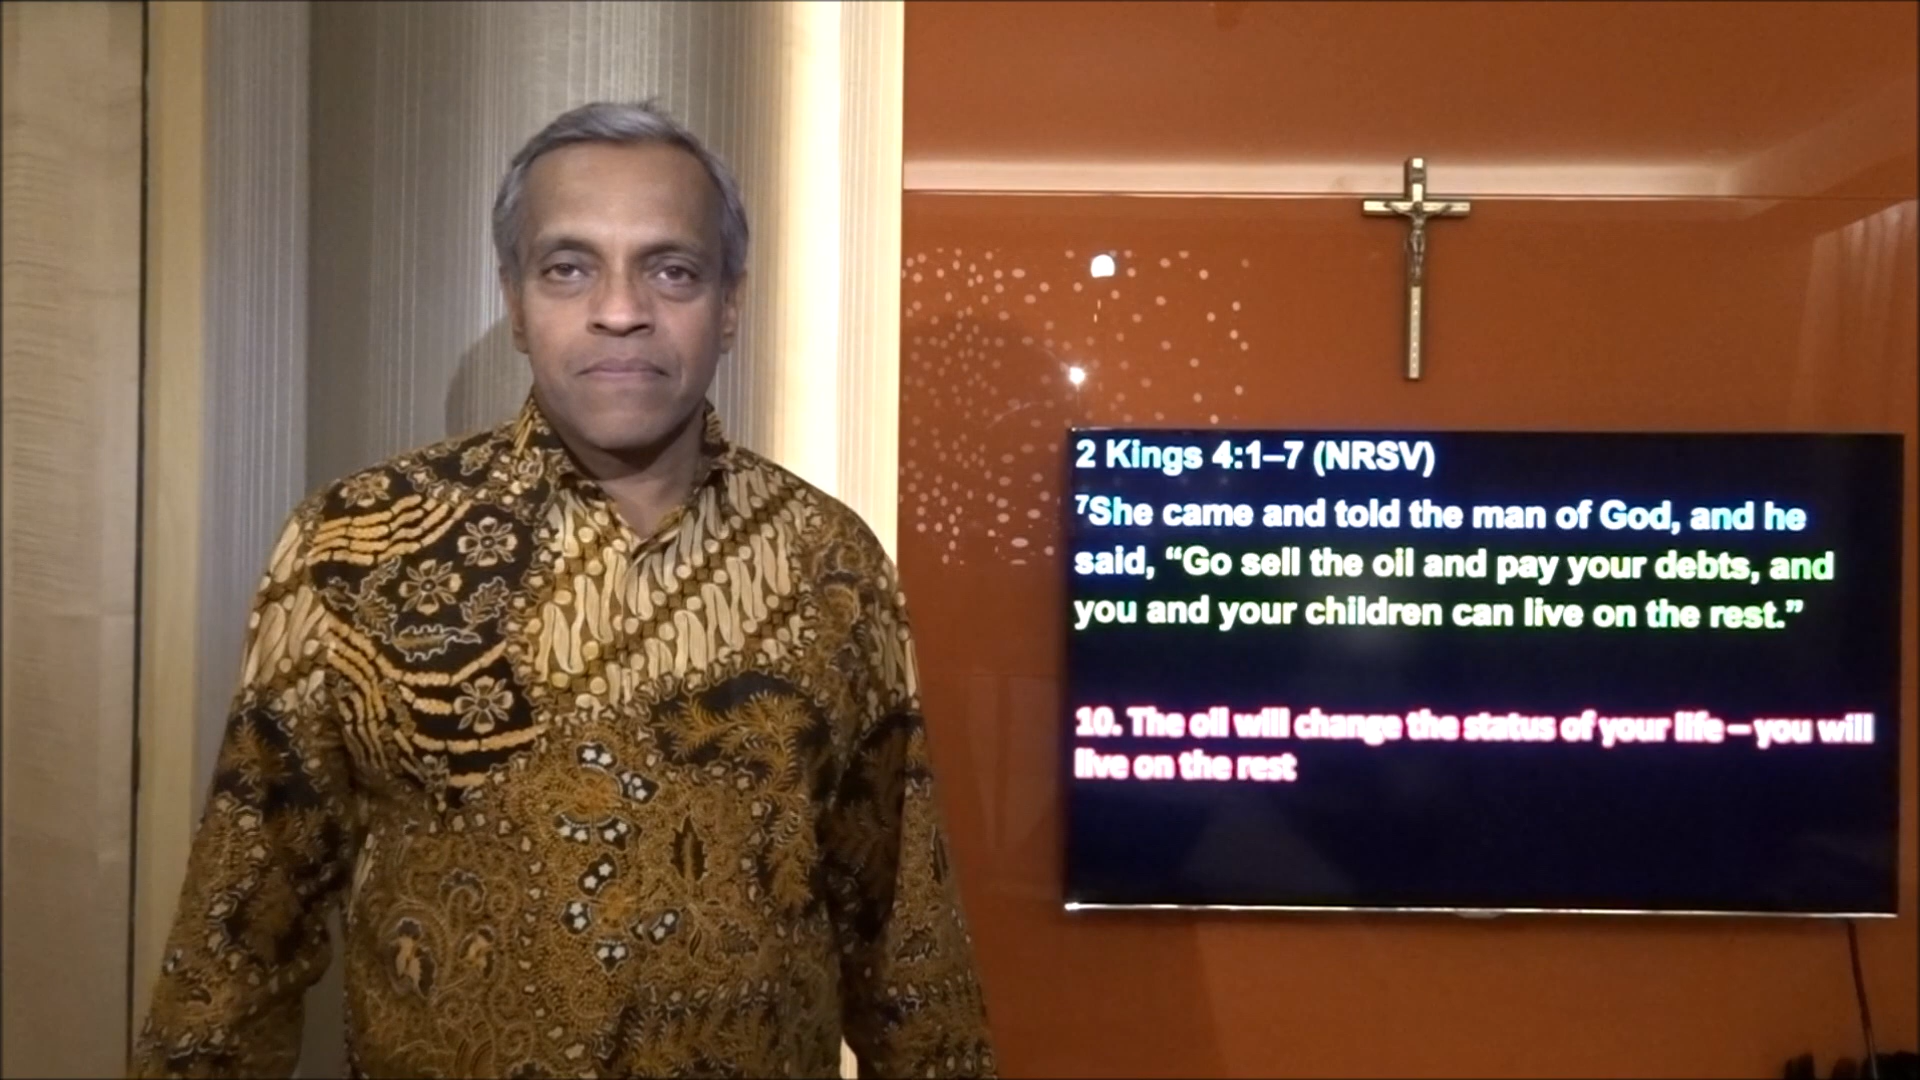 2 Kings 4:1–7 (NRSV)
⁷She came and told the man of God, and he
said, “Go sell the oil and pay your debts, and
you and your children can live on the rest.”
10. The oil will change the status of your life – you will
live on the rest